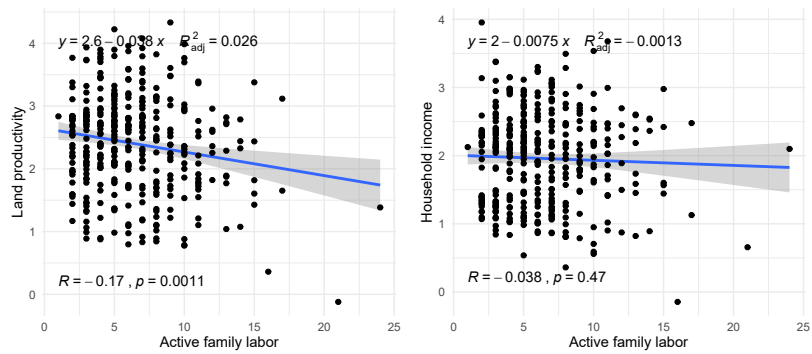 y = 2.6 − 0.038 x R²adj = 0.026
Land productivity
4
3
2
1
0
R = − 0.17 , p = 0.0011
0 5 10 15 20 25
Active family labor
y = 2 − 0.0075 x R²adj = − 0.0013
Household income
4
3
2
1
0
R = − 0.038 , p = 0.47
0 5 10 15 20 25
Active family labor